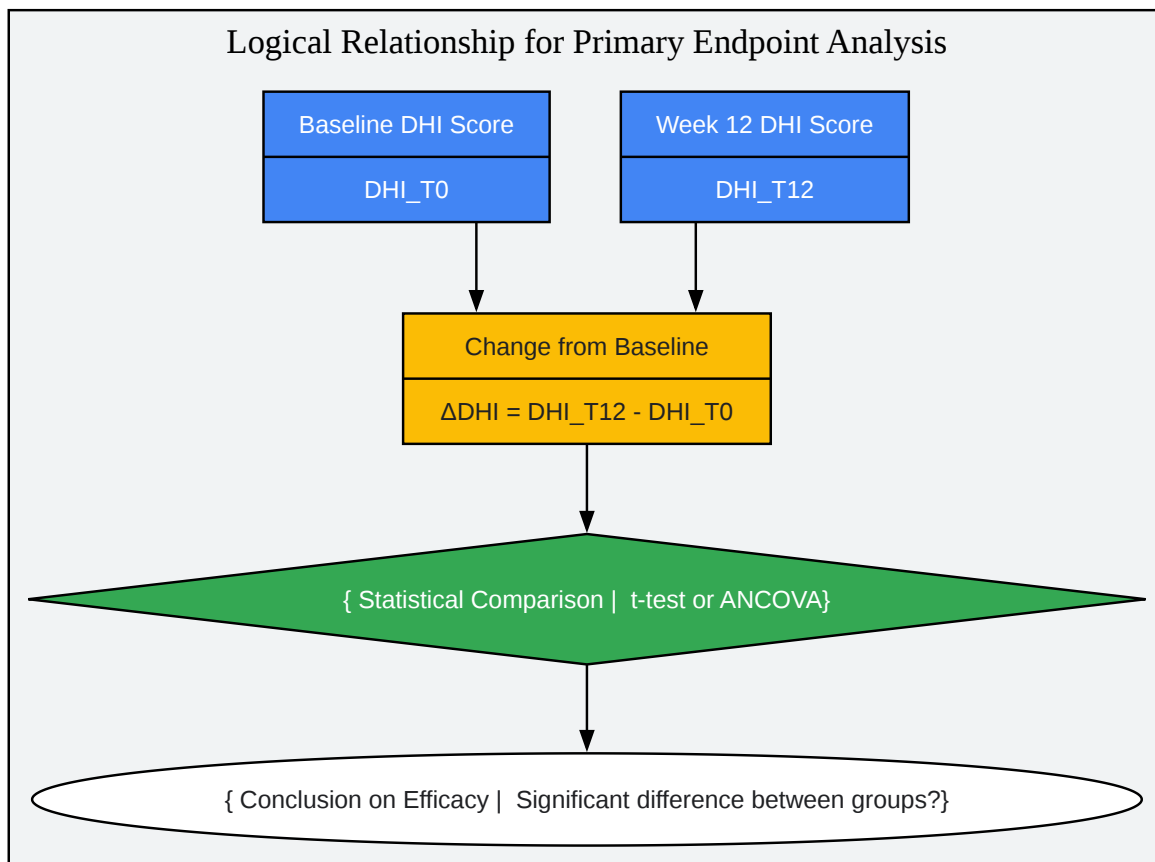 Logical Relationship for Primary Endpoint Analysis
Baseline DHI Score
DHI_T0
Week 12 DHI Score
DHI_T12
Change from Baseline
ΔDHI = DHI_T12 - DHI_T0
{ Statistical Comparison |  t-test or ANCOVA}
{ Conclusion on Efficacy |  Significant difference between groups?}